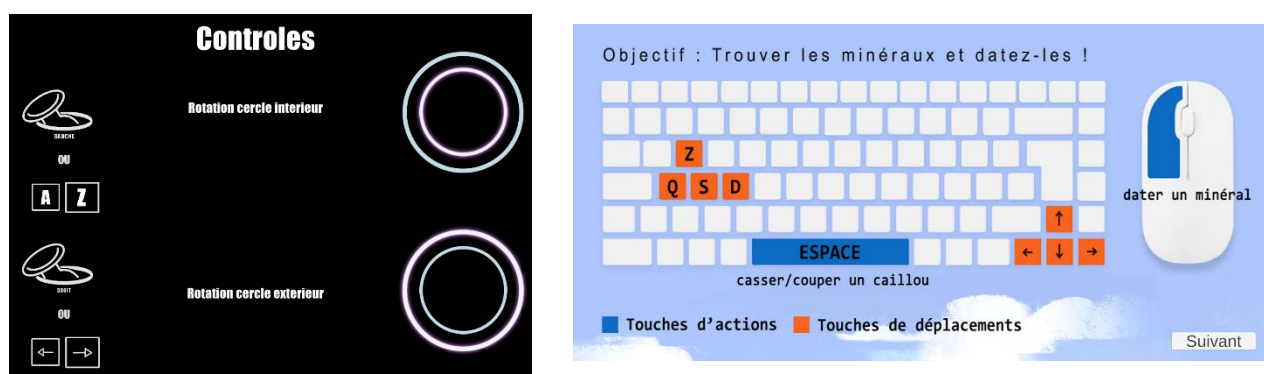 Controles
Rotation cercle interieur
GAUCHE
OU
A Z
Rotation cercle exterieur
DROIT
OU
← →
Objectif : Trouver les minéraux et datez-les !
Z
Q S D
dater un minéral
↑
ESPACE
← ↓ →
casser/couper un caillou
Touches d'actions Touches de déplacements
Suivant